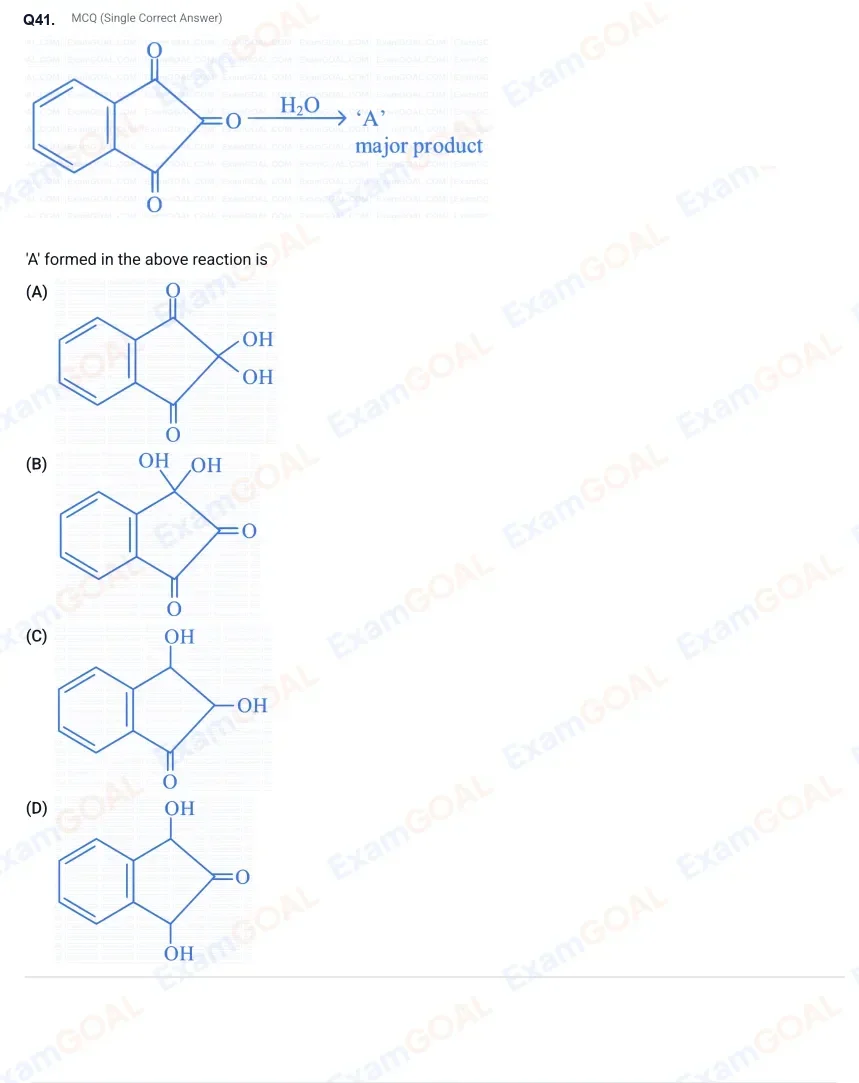 Q41. MCQ (Single Correct Answer)
O
O
O
H₂O
'A'
major product
'A' formed in the above reaction is
(A)
O
OH
OH
O
(B)
OH OH
O
O
(C)
OH
OH
O
(D)
OH
O
OH
ExamGOAL